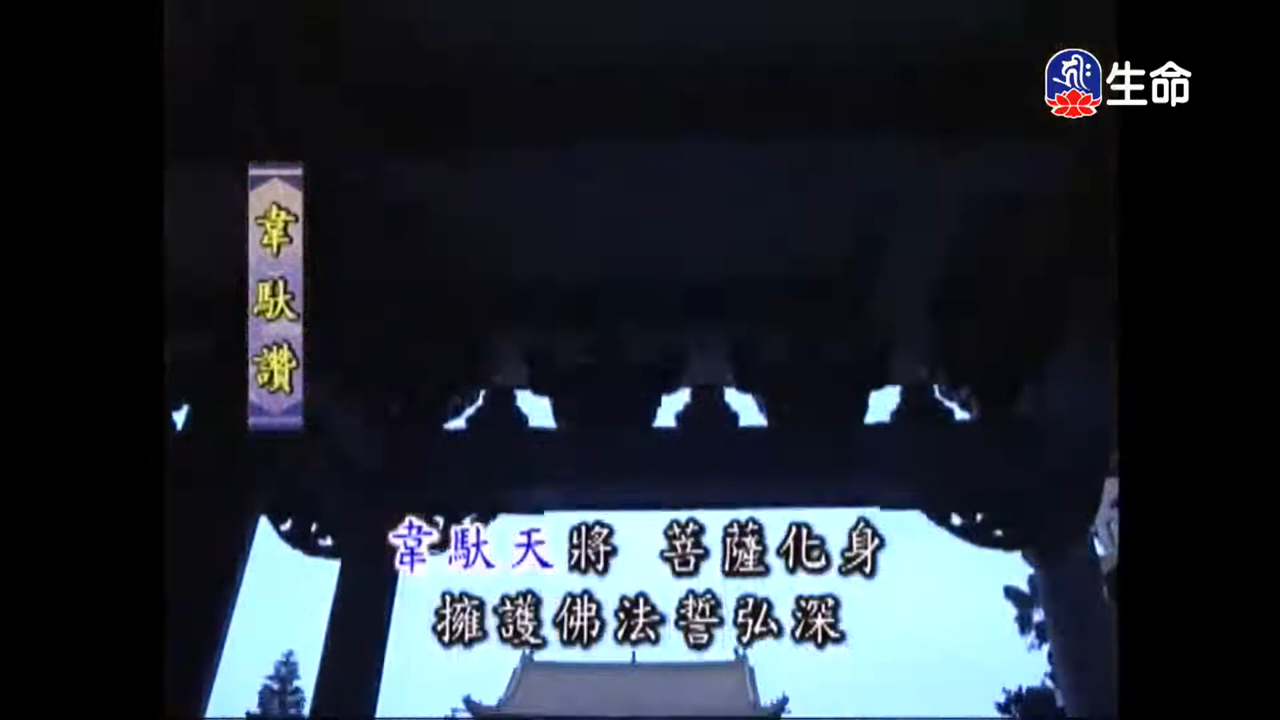 生命
韋馱讚
韋馱天將 菩薩化身
擁護佛法誓弘深